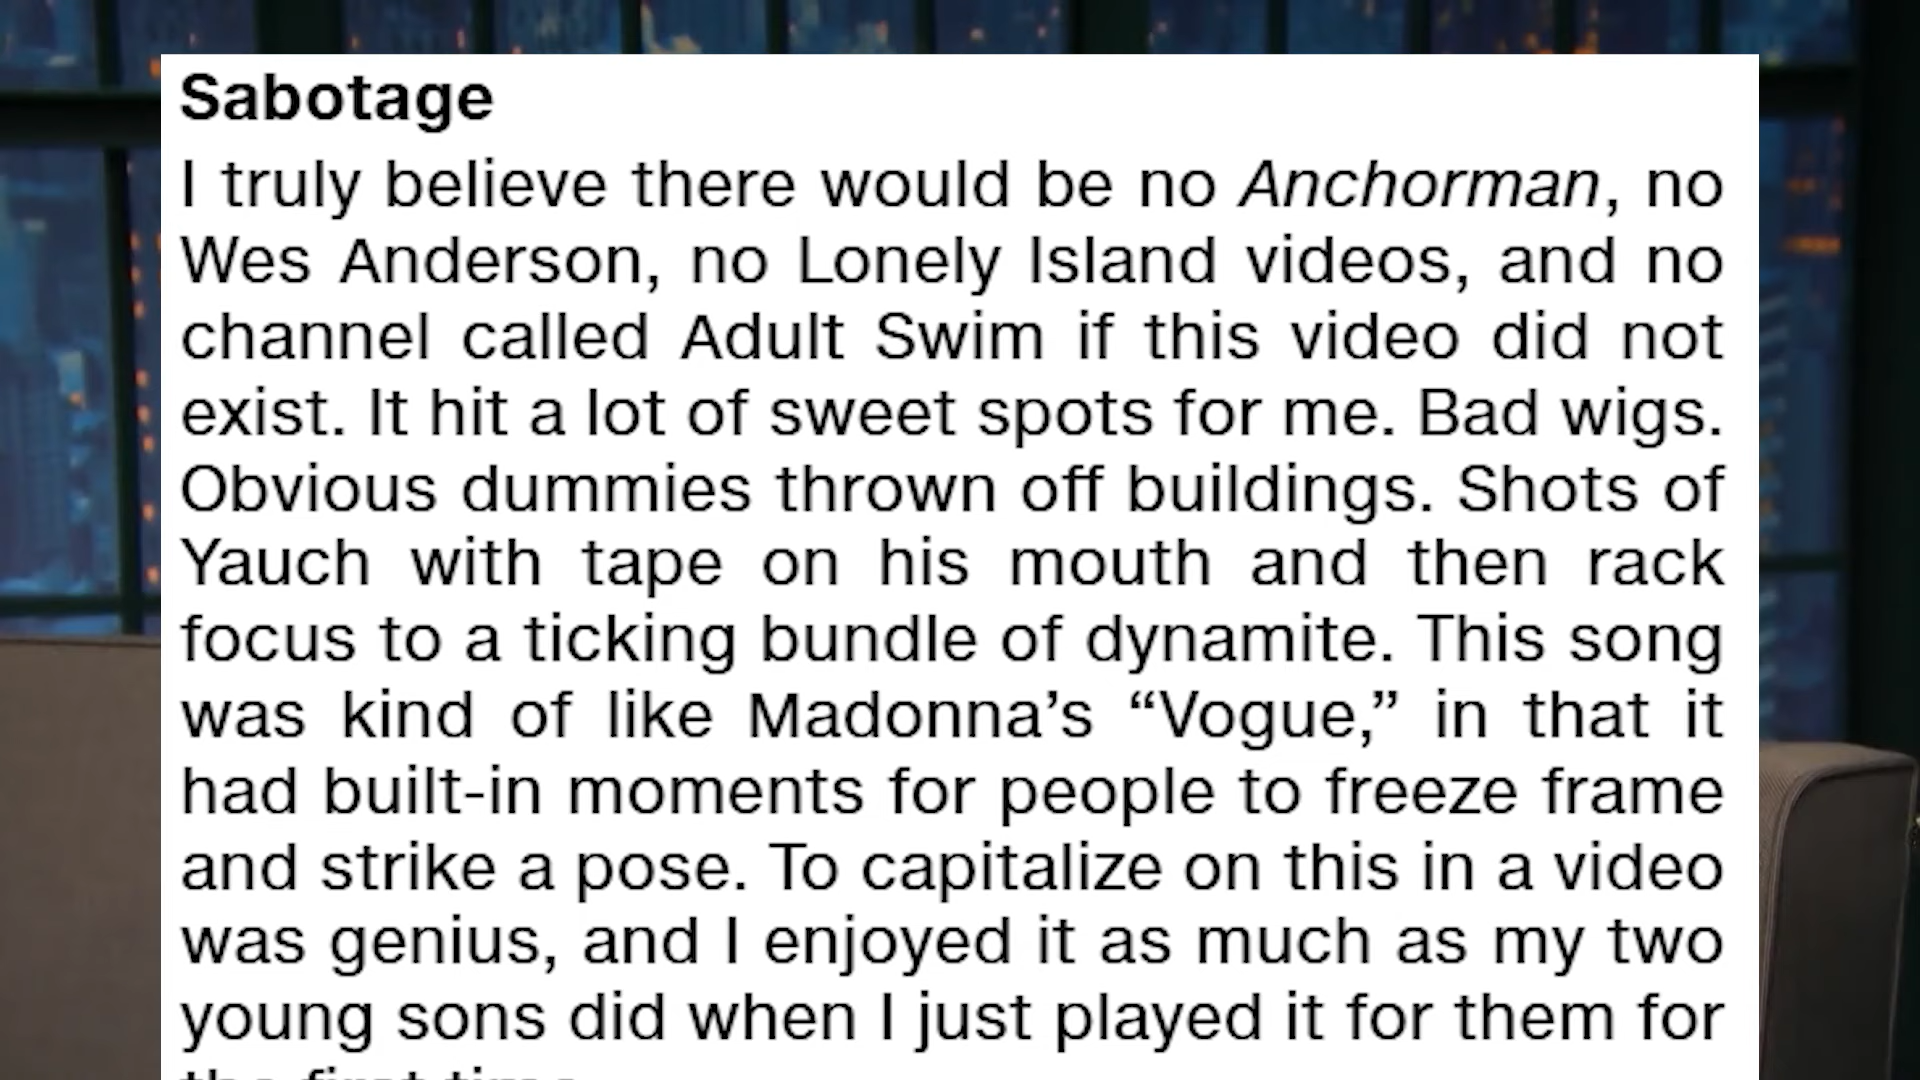 Sabotage
I truly believe there would be no Anchorman, no
Wes Anderson, no Lonely Island videos, and no
channel called Adult Swim if this video did not
exist. It hit a lot of sweet spots for me. Bad wigs.
Obvious dummies thrown off buildings. Shots of
Yauch with tape on his mouth and then rack
focus to a ticking bundle of dynamite. This song
was kind of like Madonna’s “Vogue,” in that it
had built-in moments for people to freeze frame
and strike a pose. To capitalize on this in a video
was genius, and I enjoyed it as much as my two
young sons did when I just played it for them for
the first time.